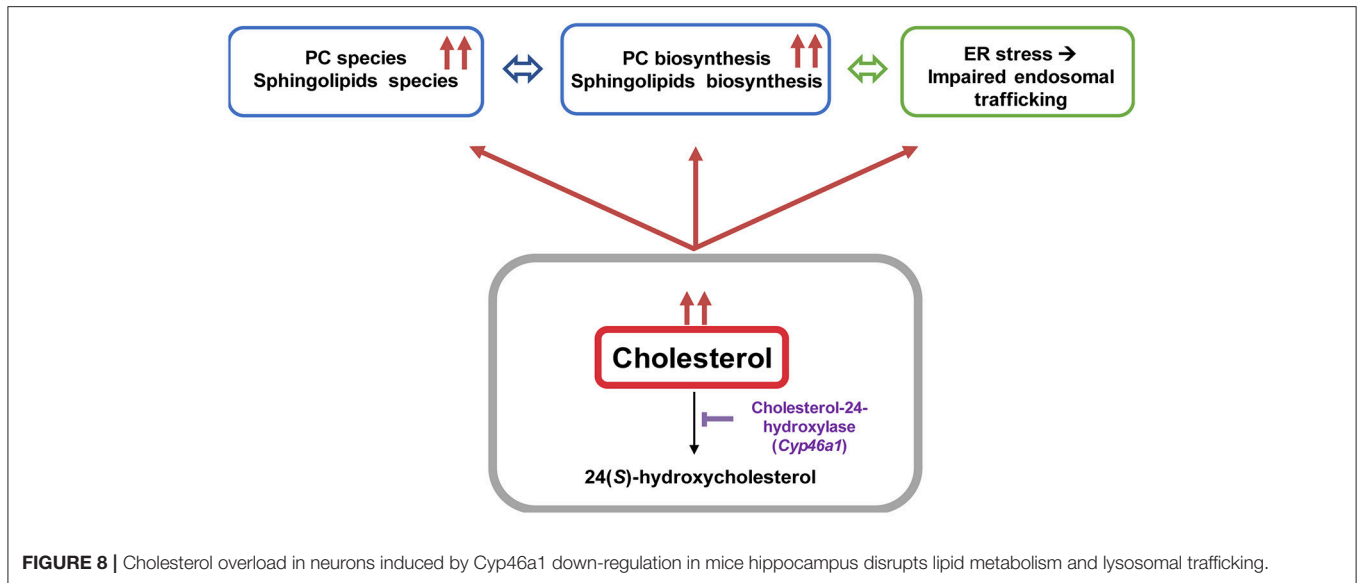 PC species
Sphingolipids species
PC biosynthesis
Sphingolipids biosynthesis
ER stress →
Impaired endosomal
trafficking
Cholesterol
Cholesterol-24-
hydroxylase
(Cyp46a1)
24(S)-hydroxycholesterol
FIGURE 8 | Cholesterol overload in neurons induced by Cyp46a1 down-regulation in mice hippocampus disrupts lipid metabolism and lysosomal trafficking.